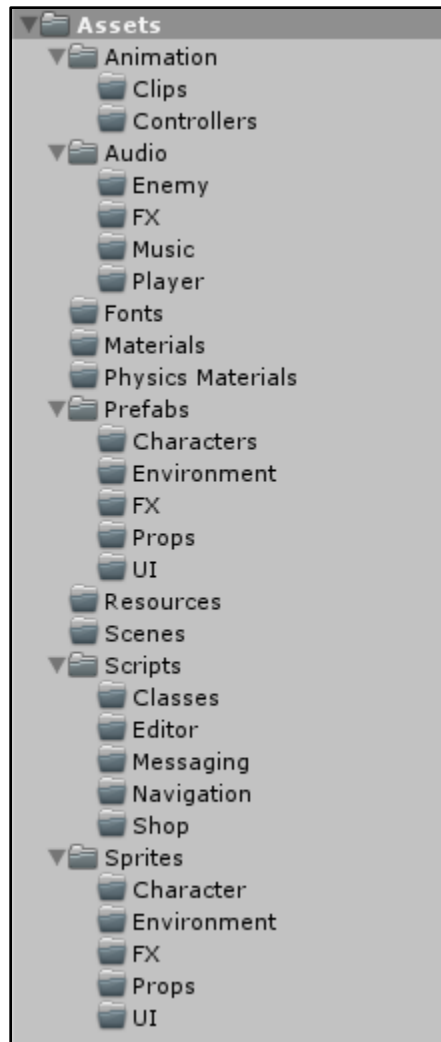 Assets
Animation
Clips
Controllers
Audio
Enemy
FX
Music
Player
Fonts
Materials
Physics Materials
Prefabs
Characters
Environment
FX
Props
UI
Resources
Scenes
Scripts
Classes
Editor
Messaging
Navigation
Shop
Sprites
Character
Environment
FX
Props
UI